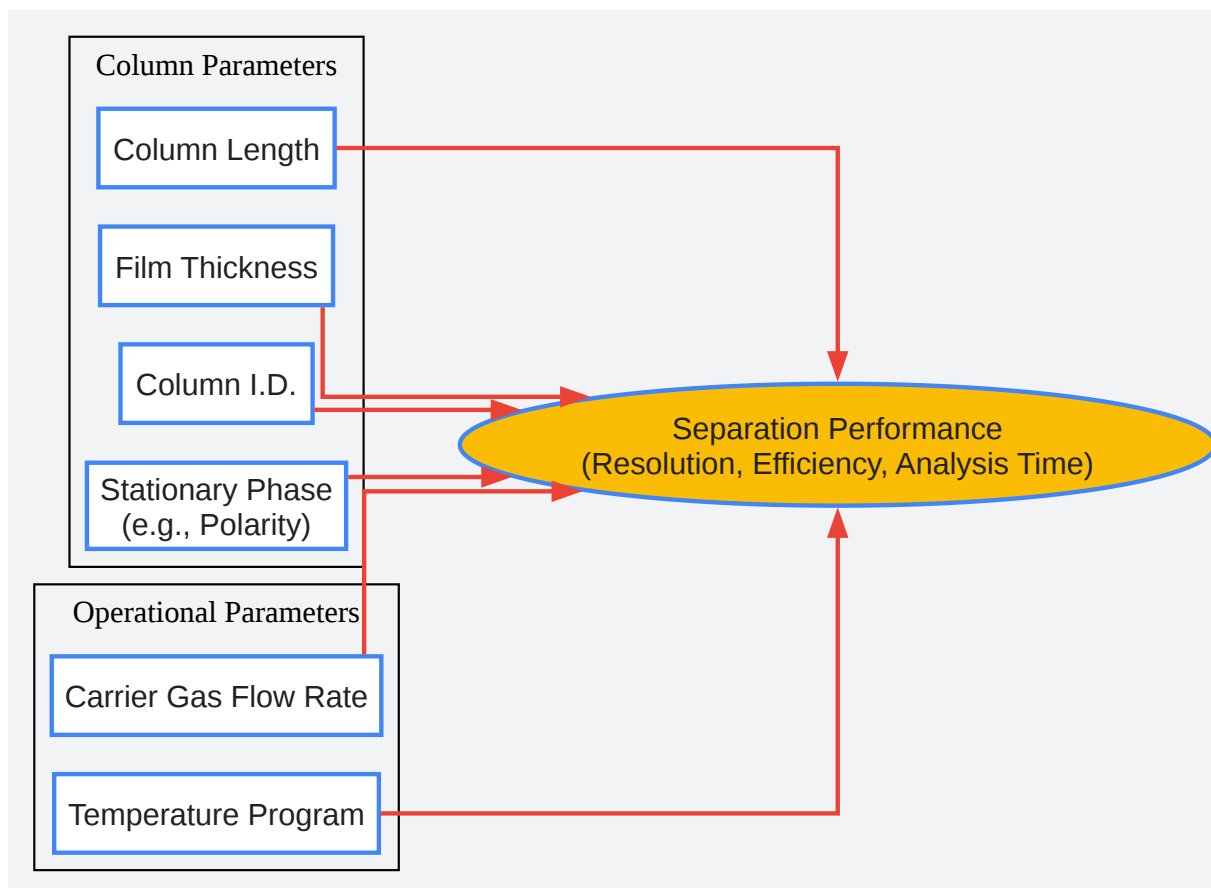 Column Parameters
Column Length
Film Thickness
Column I.D.
Stationary Phase
(e.g., Polarity)
Separation Performance
(Resolution, Efficiency, Analysis Time)
Operational Parameters
Carrier Gas Flow Rate
Temperature Program